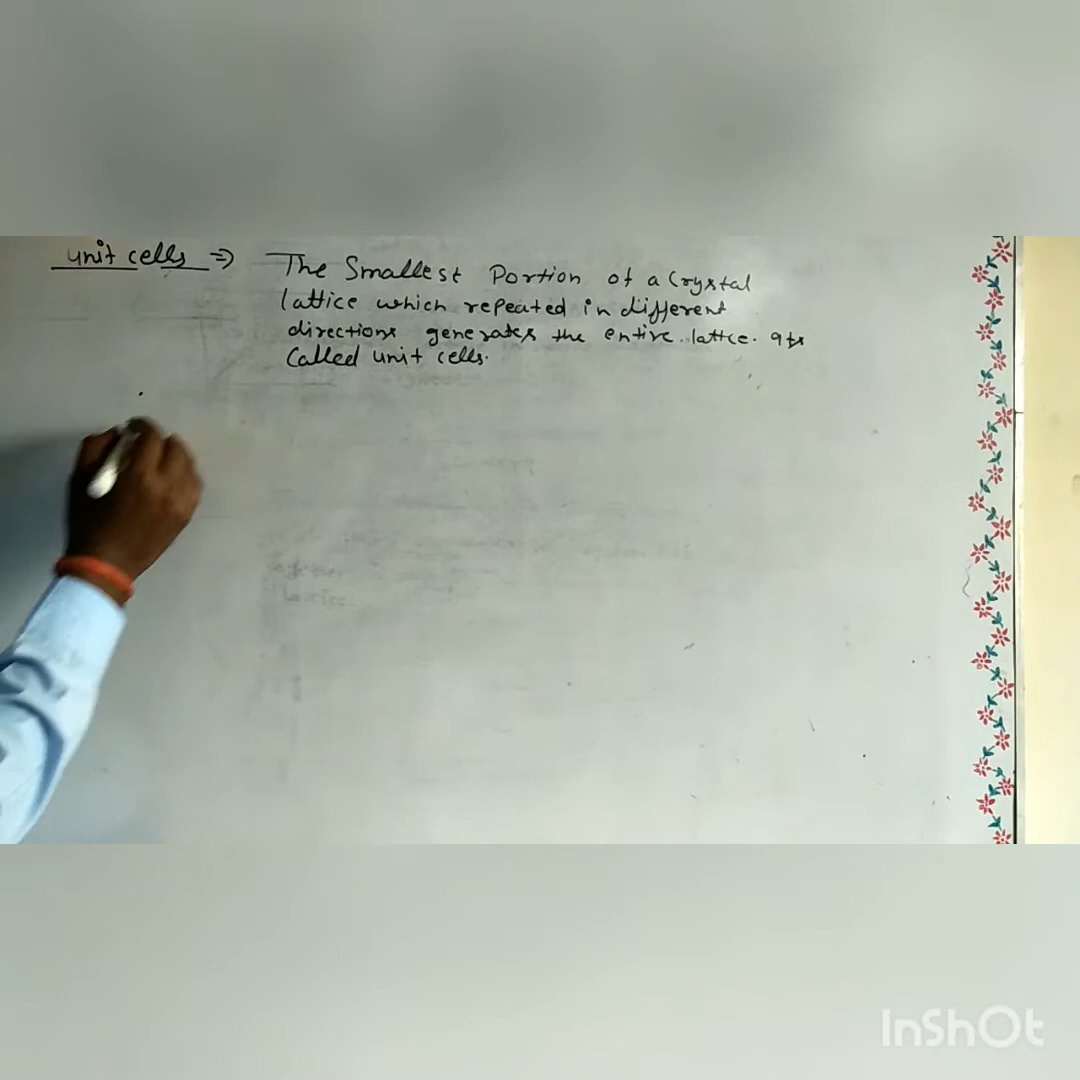 unit cells ⇒ The Smallest Portion of a Crystal
lattice which repeated in different
directions generates the entire lattice. Its
Called unit cells.
InShOt